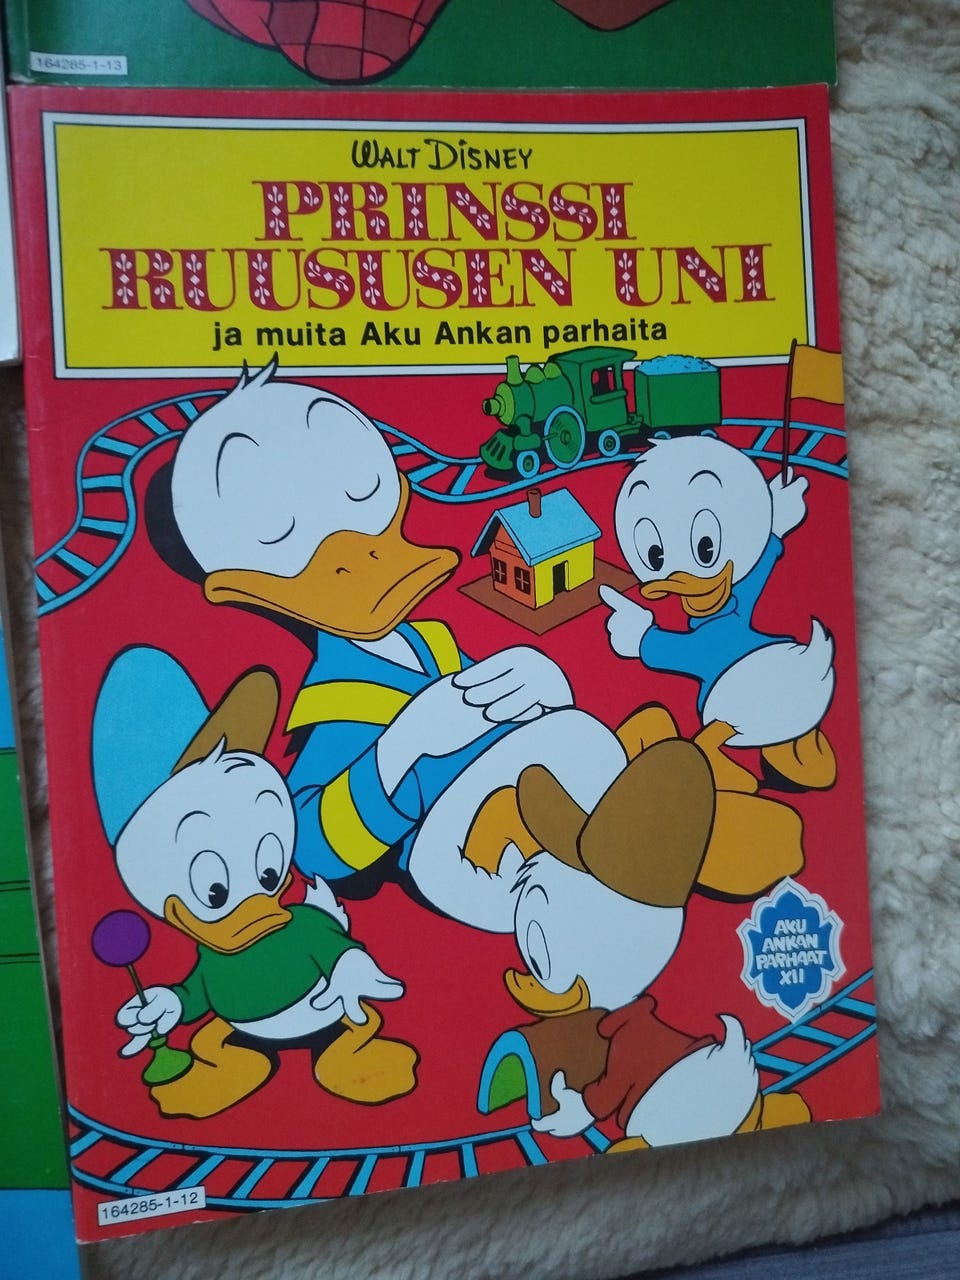 164285-1-13
WALT DISNEY
PRINSSI
RUUSUSEN UNI
ja muita Aku Ankan parhaita
AKU
ANKAN
PARHAAT
XII
164285-1-12